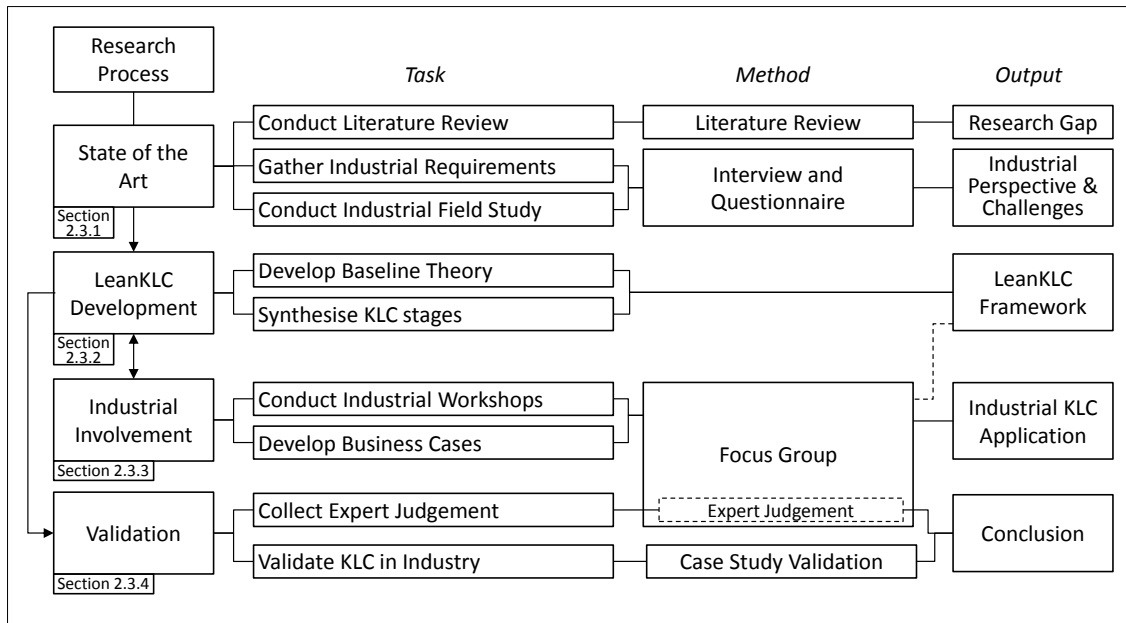 Research
Process
Task
Method
Output
State of the
Art
Section
2.3.1
Conduct Literature Review
Literature Review
Research Gap
Gather Industrial Requirements
Conduct Industrial Field Study
Interview and
Questionnaire
Industrial
Perspective &
Challenges
LeanKLC
Development
Section
2.3.2
Develop Baseline Theory
Synthesise KLC stages
LeanKLC
Framework
Industrial
Involvement
Section 2.3.3
Conduct Industrial Workshops
Develop Business Cases
Focus Group
Industrial KLC
Application
Validation
Section 2.3.4
Collect Expert Judgement
Expert Judgement
Validate KLC in Industry
Case Study Validation
Conclusion